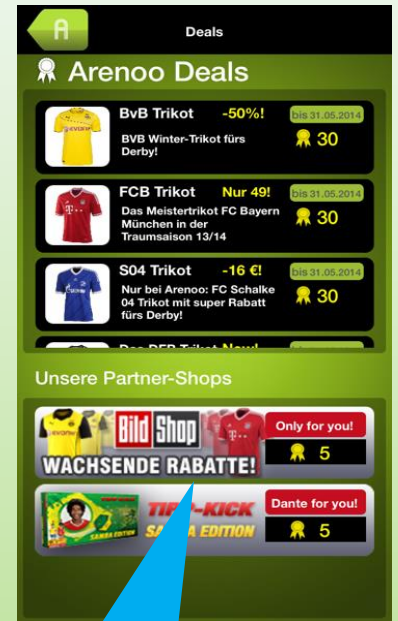 A
Deals
Arenoo Deals
BvB Trikot -50%! bis 31.05.2014
BVB Winter-Trikot fürs
Derby!
30
FCB Trikot Nur 49! bis 31.05.2014
Das Meistertrikot FC Bayern
München in der
Traumsaison 13/14
30
S04 Trikot -16 €! bis 31.05.2014
Nur bei Arenoo: FC Schalke
04 Trikot mit super Rabatt
fürs Derby!
30
Unsere Partner-Shops
Bild Shop
WACHSENDE RABATTE!
Only for you!
5
TIPP-KICK
SAMBA EDITION
SAMBA EDITION
Dante for you!
5